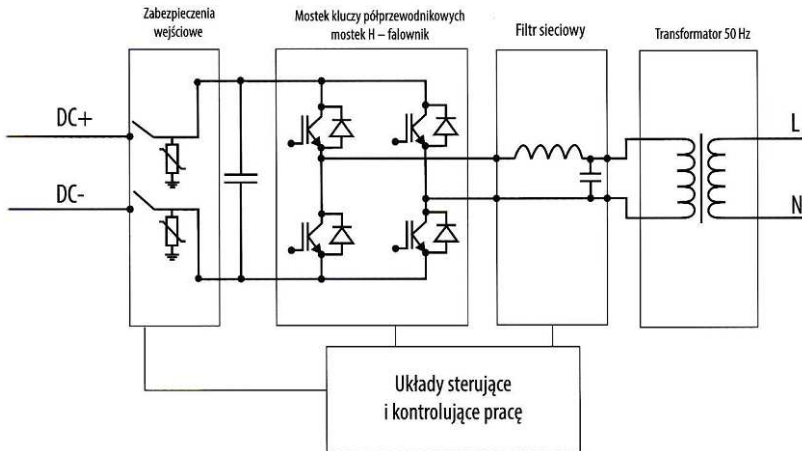 Zabezpieczenia
wejściowe
Mostek kluczy półprzewodnikowych
mostek H – falownik
Filtr sieciowy
Transformator 50 Hz
DC+
DC-
L
N
Układy sterujące
i kontrolujące pracę